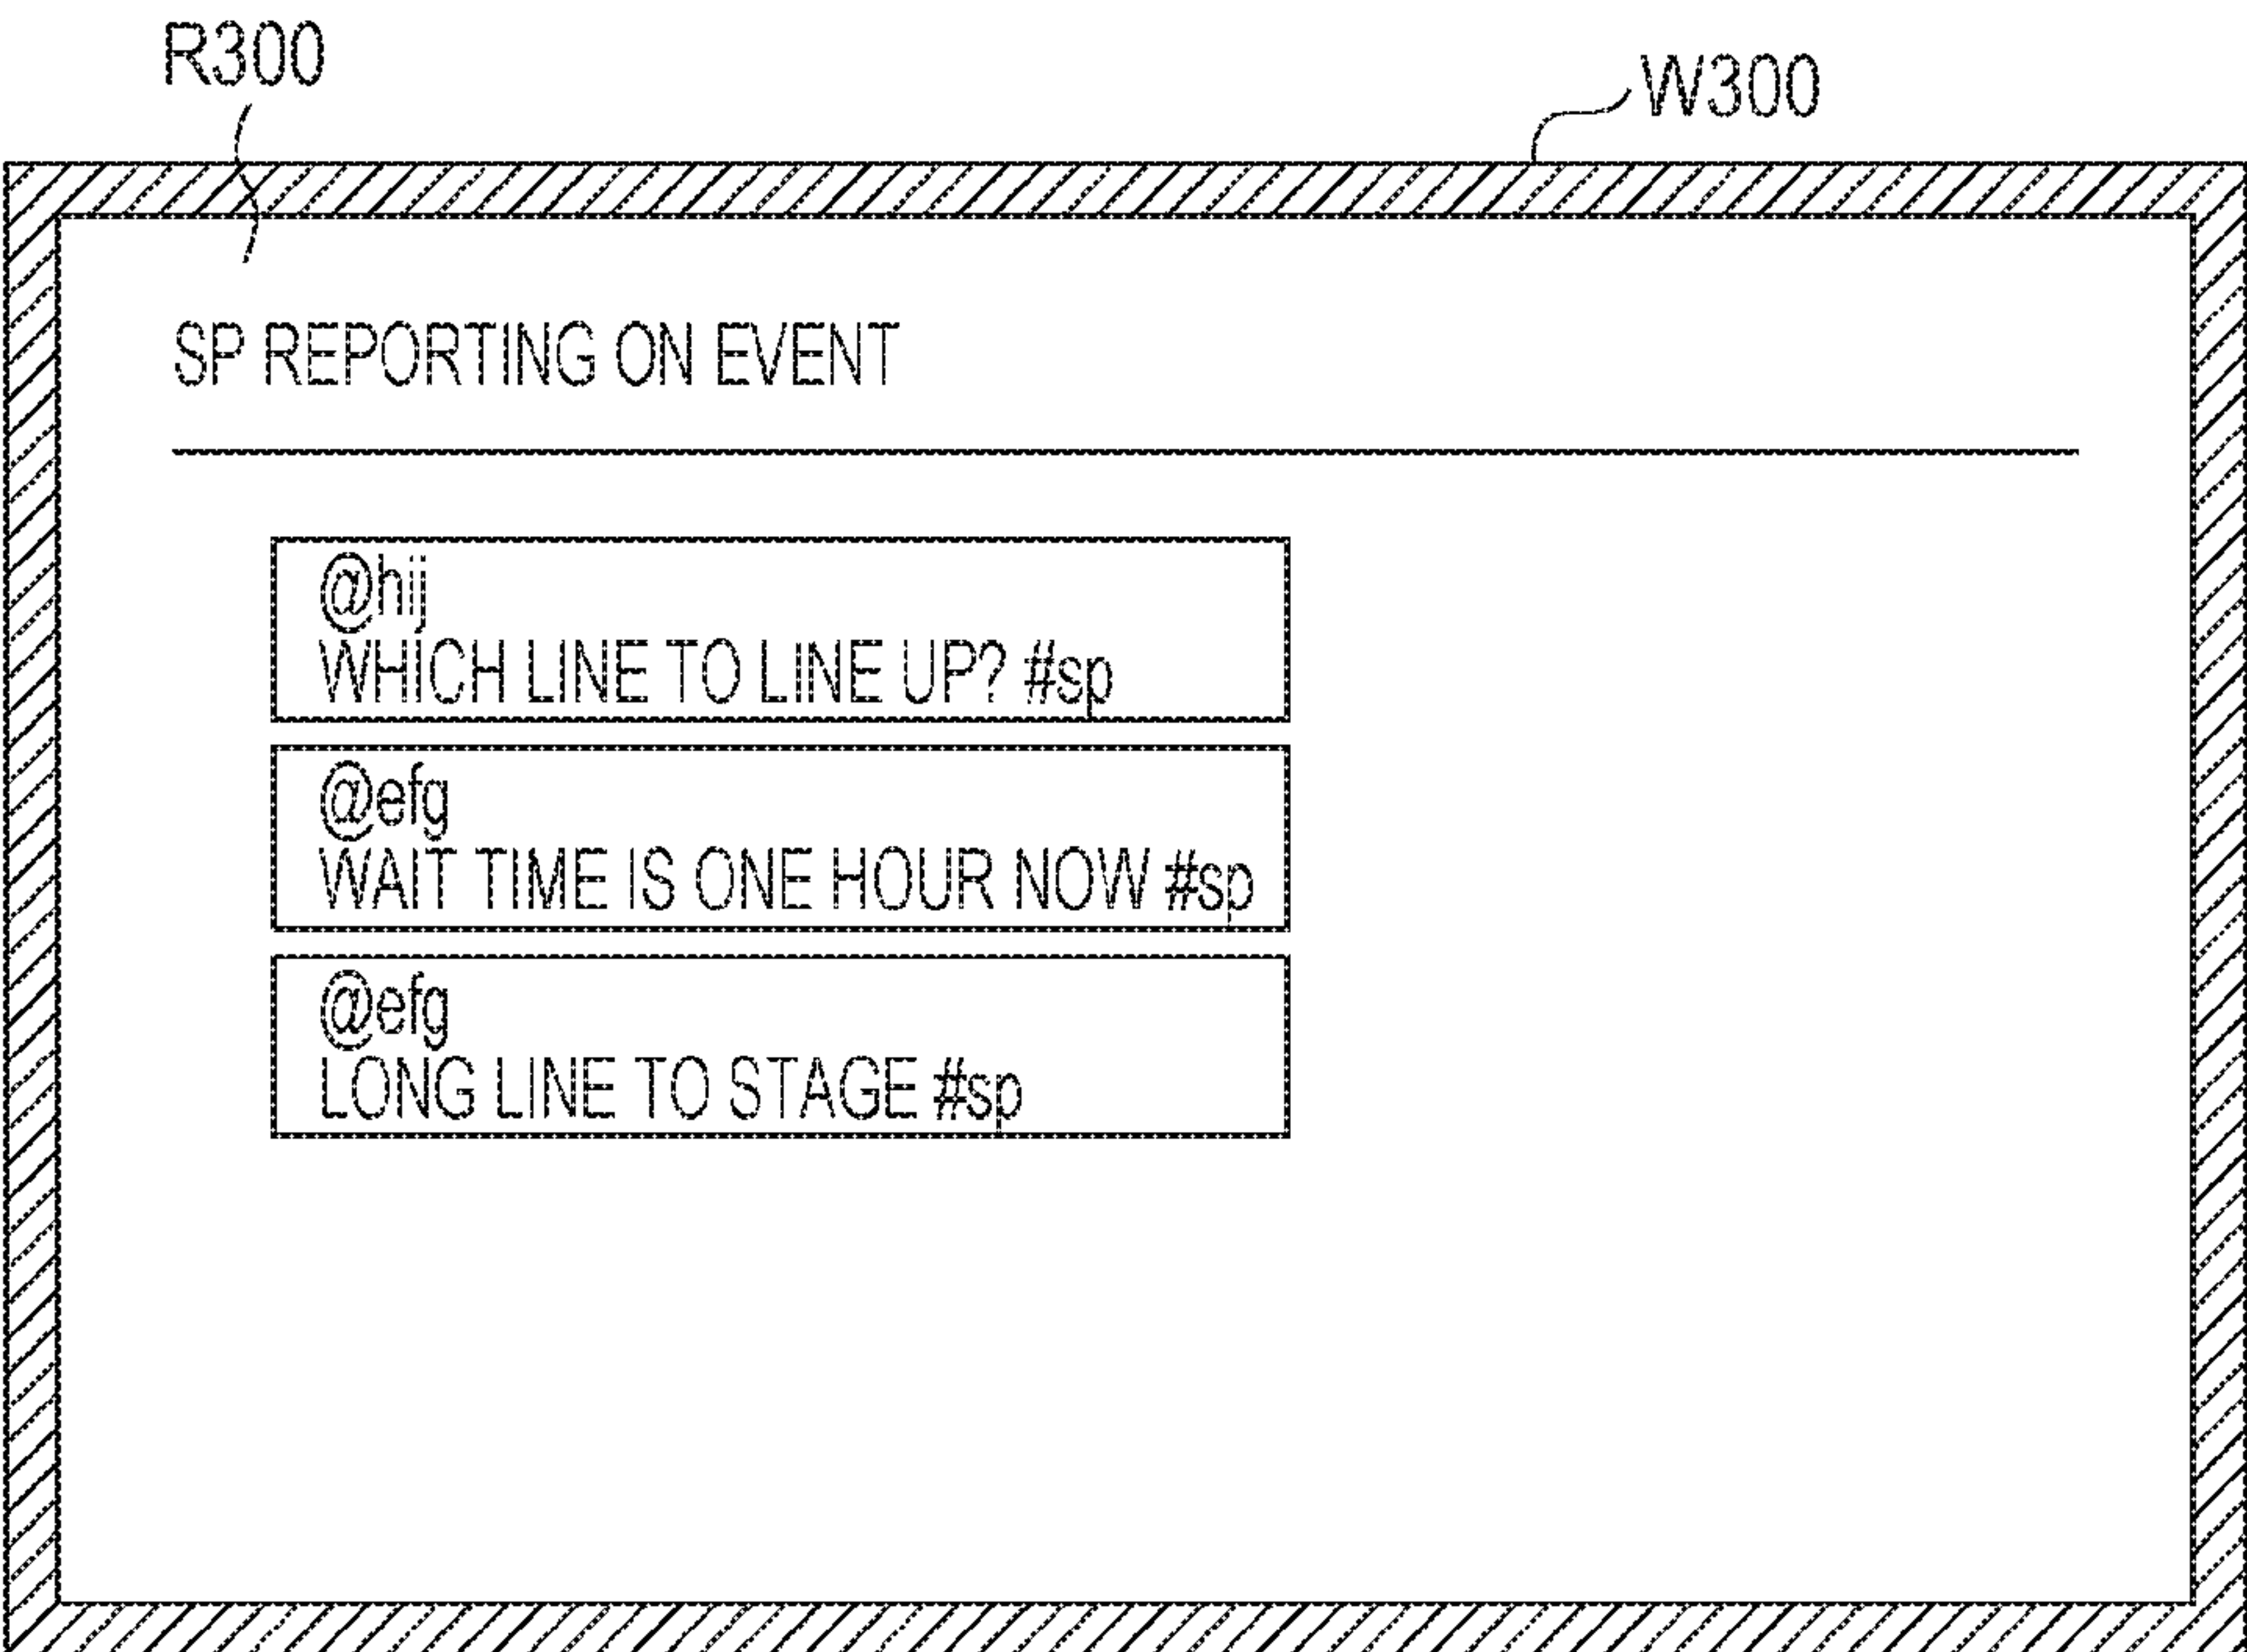 R300
W300
SP REPORTING ON EVENT
@hij
WHICH LINE TO LINE UP? #sp
@efg
WAIT TIME IS ONE HOUR NOW #sp
@efg
LONG LINE TO STAGE #sp